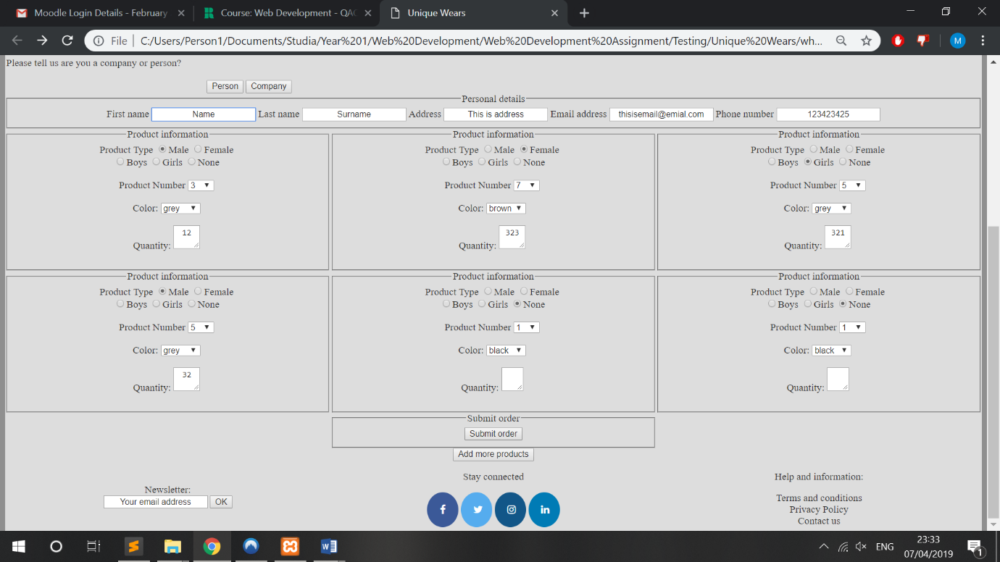 Moodle Login Details - February
Course: Web Development - QA
Unique Wears
File C:/Users/Person1/Documents/Studia/Year%201/Web%20Development/Web%20Development%20Assignment/Testing/Unique%20Wears/wh... M
Please tell us are you a company or person?
Person Company
Personal details
First name Name Last name Surname Address This is address Email address thisisemail@emial.com Phone number 123423425
Product information Product information Product information
Product Type Male Female Product Type Male Female Product Type Male Female
Boys Girls None Boys Girls None Boys Girls None
Product Number 3 Product Number 7 Product Number 5
Color: grey Color: brown Color: grey
Quantity: 12 Quantity: 323 Quantity: 321
Product information Product information Product information
Product Type Male Female Product Type Male Female Product Type Male Female
Boys Girls None Boys Girls None Boys Girls None
Product Number 5 Product Number 1 Product Number 1
Color: grey Color: black Color: black
Quantity: 32 Quantity: Quantity:
Submit order
Submit order
Add more products
Newsletter:
Your email address OK
Stay connected
f in
Help and information:
Terms and conditions
Privacy Policy
Contact us
W ENG 23:33
07/04/2019 1